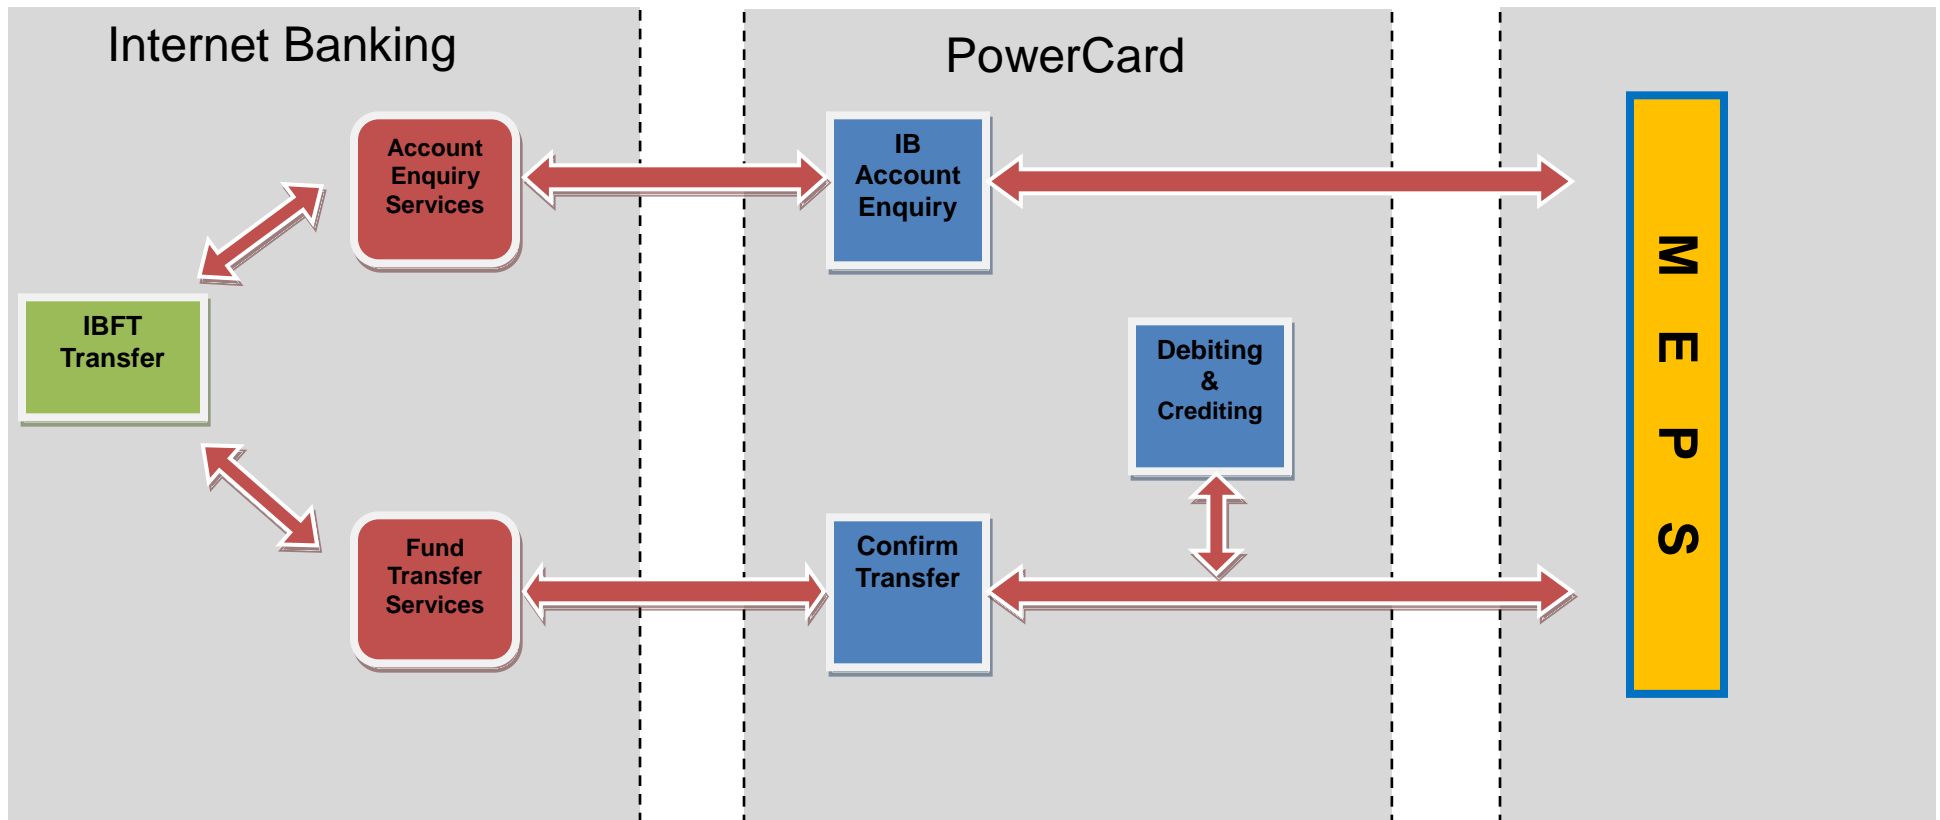 Internet Banking
PowerCard
Account
Enquiry
Services
IB
Account
Enquiry
IBFT
Transfer
Debiting
&
Crediting
Fund
Transfer
Services
Confirm
Transfer
M E P S